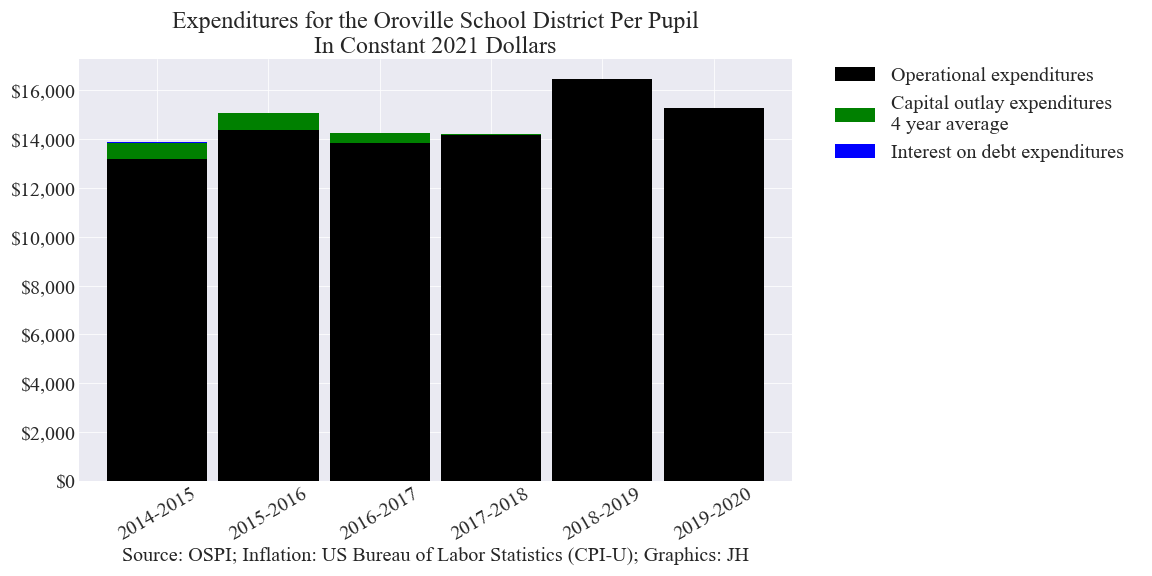 Expenditures for the Oroville School District Per Pupil
In Constant 2021 Dollars
$16,000
$14,000
$12,000
$10,000
$8,000
$6,000
$4,000
$2,000
$0
2014-2015
2015-2016
2016-2017
2017-2018
2018-2019
2019-2020
Source: OSPI; Inflation: US Bureau of Labor Statistics (CPI-U); Graphics: JH
Operational expenditures
Capital outlay expenditures
4 year average
Interest on debt expenditures